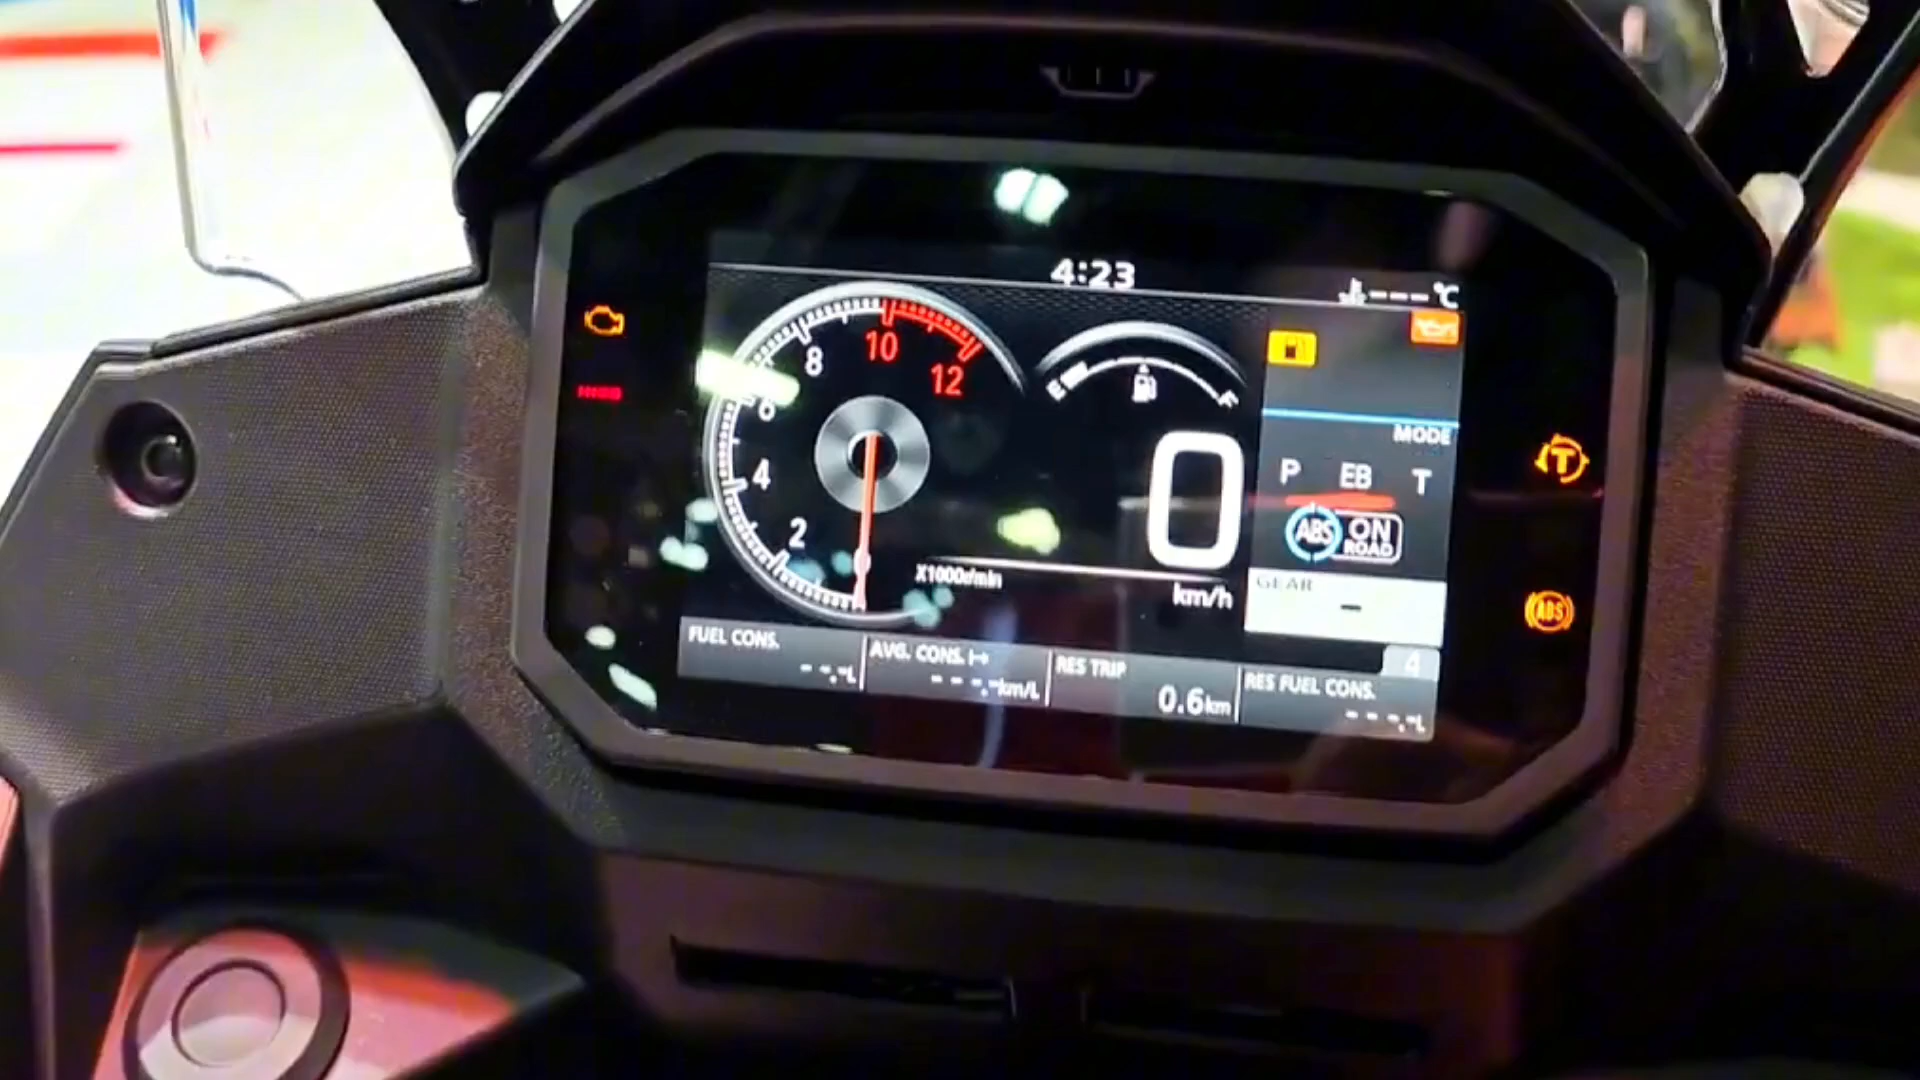 4:23
---°C
10
8
12
6
4
2
E
F
MODE
P EB T
ABS ON
ROAD
0
X1000r/min
km/h
GEAR
-
4
FUEL CONS.
--.-L
AVG. CONS.
---.-km/L
RES TRIP
0.6km
RES FUEL CONS.
---.-L
T
ABS